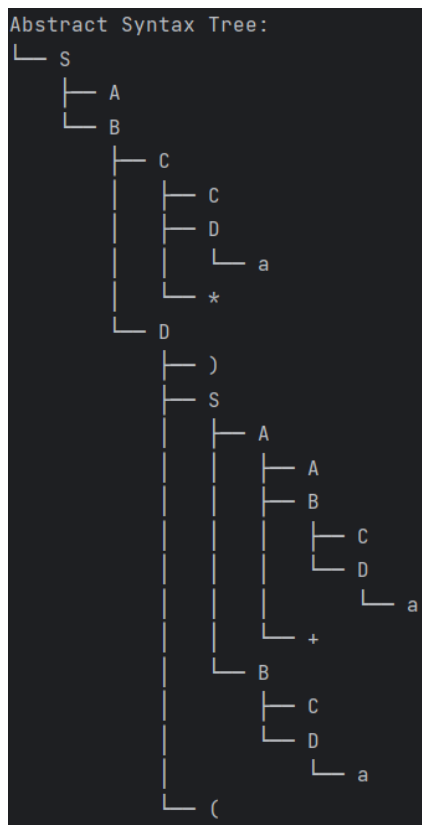 Abstract Syntax Tree:
└── S
    ├── A
    └── B
        ├── C
        │   ├── C
        │   ├── D
        │   │   └── a
        │   └── *
        └── D
            ├── )
            ├── S
            │   ├── A
            │   │   ├── A
            │   │   ├── B
            │   │   │   ├── C
            │   │   │   └── D
            │   │   │       └── a
            │   │   └── +
            │   └── B
            │       ├── C
            │       └── D
            │           └── a
            └── (